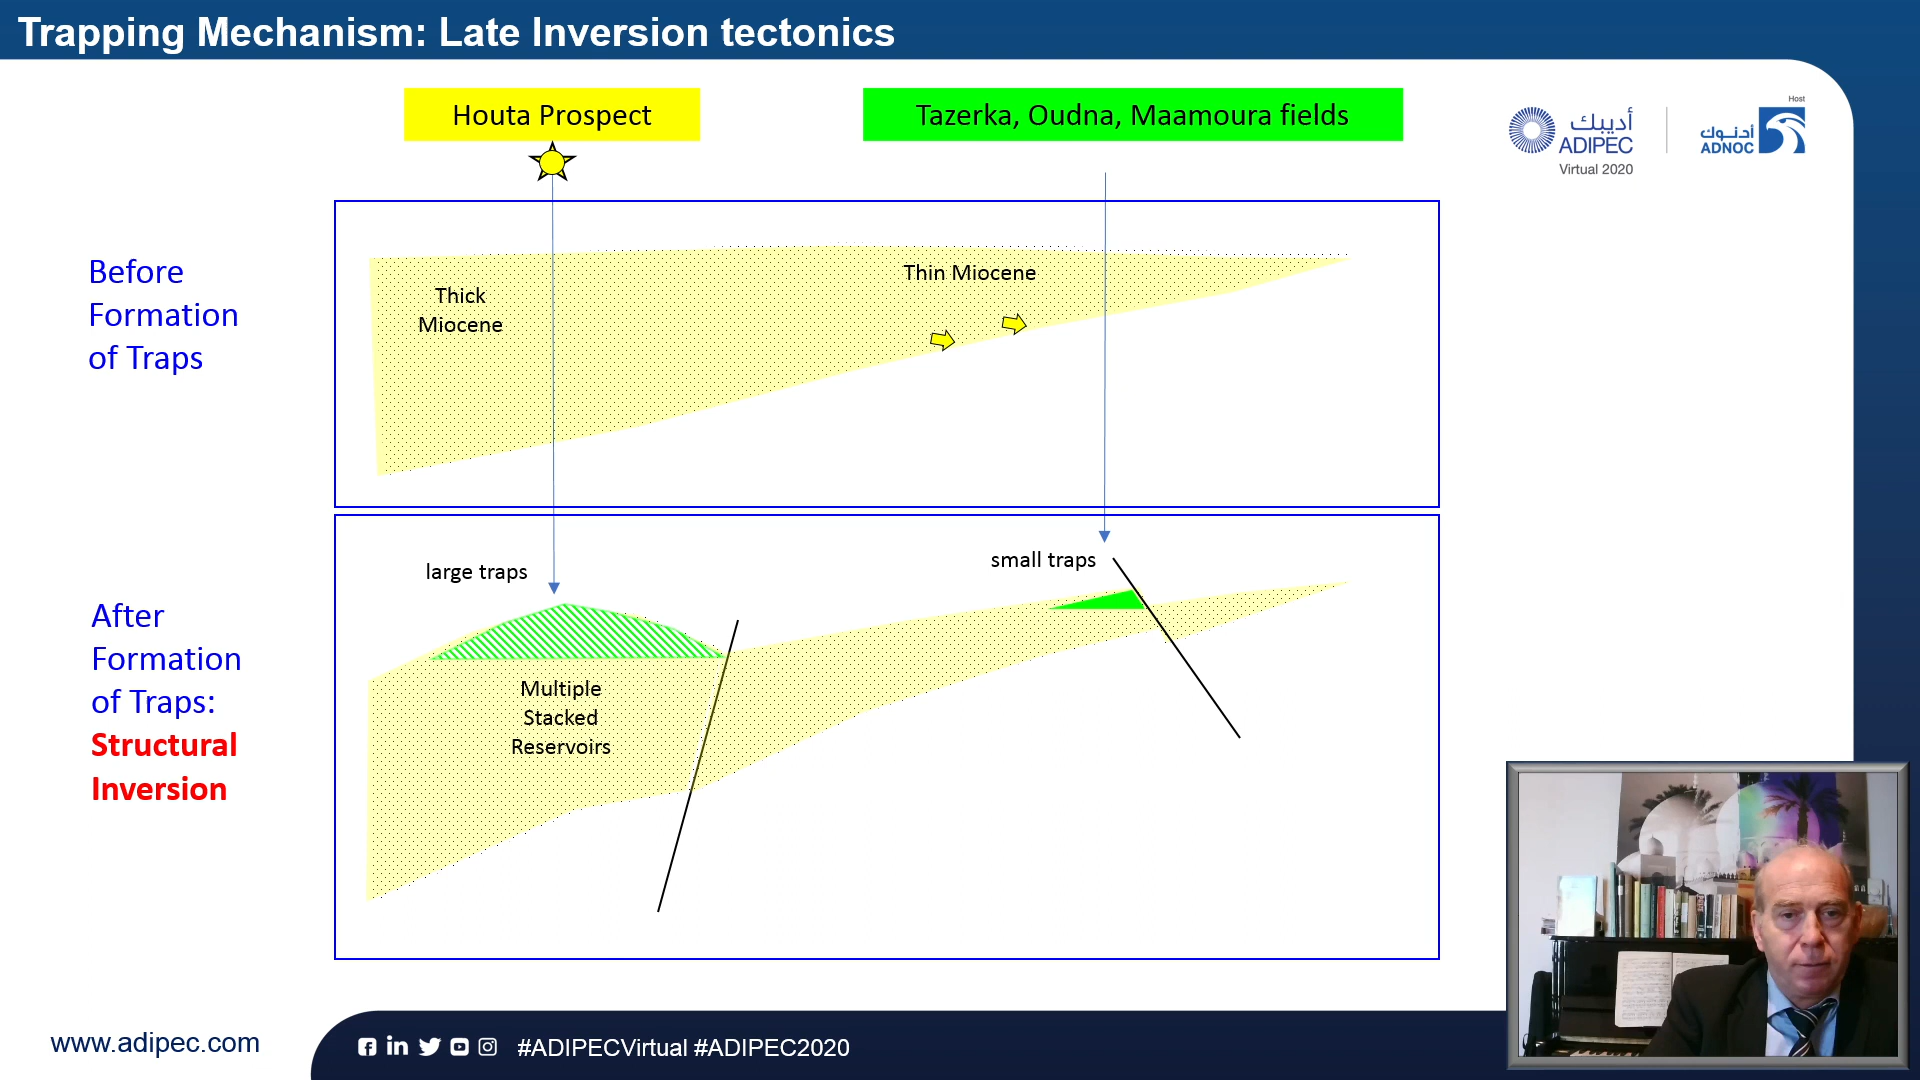 Trapping Mechanism: Late Inversion tectonics
Houta Prospect
Tazerka, Oudna, Maamoura fields
Host
أديبك
ADIPEC
Virtual 2020
أدنوك
ADNOC
Before
Formation
of Traps
Thick
Miocene
Thin Miocene
After
Formation
of Traps:
Structural
Inversion
large traps
small traps
Multiple
Stacked
Reservoirs
www.adipec.com
#ADIPECVirtual #ADIPEC2020